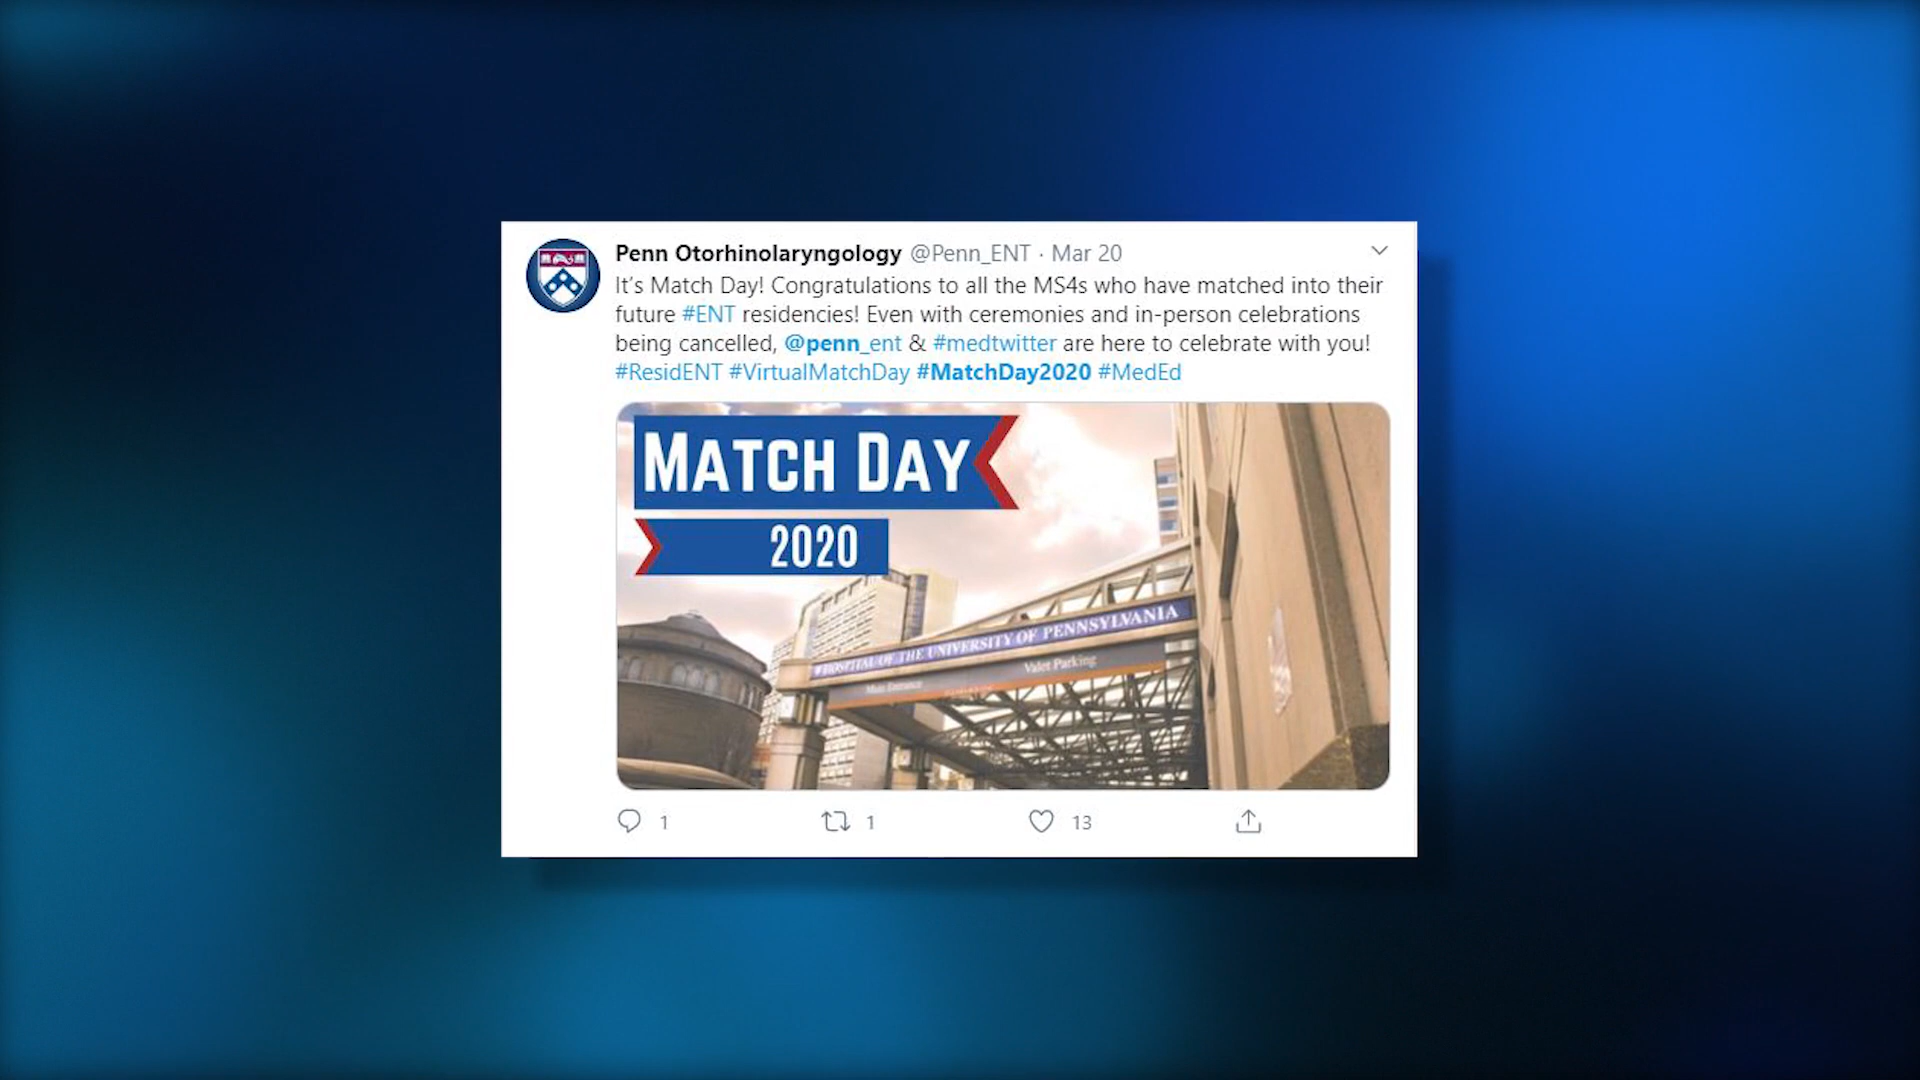 Penn Otorhinolaryngology @Penn_ENT · Mar 20
It's Match Day! Congratulations to all the MS4s who have matched into their
future #ENT residencies! Even with ceremonies and in-person celebrations
being cancelled, @penn_ent & #medtwitter are here to celebrate with you!
#ResidENT #VirtualMatchDay #MatchDay2020 #MedEd
MATCH DAY
2020
HOSPITAL OF THE UNIVERSITY OF PENNSYLVANIA
Main Entrance Valet Parking
1 1 13